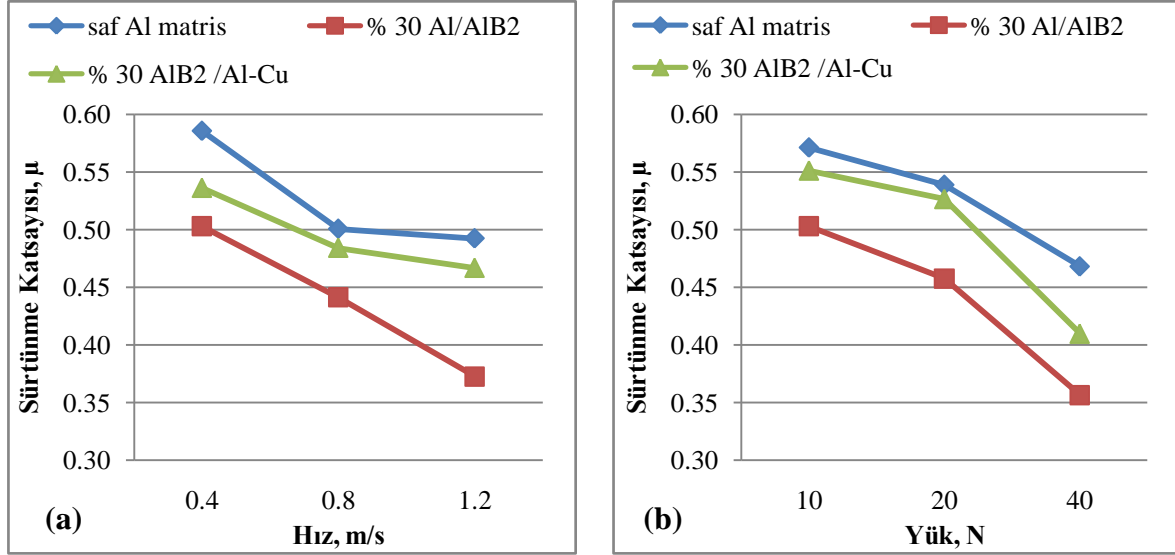 saf Al matris % 30 Al/AlB2
% 30 AlB2 /Al-Cu
0.60
0.55
0.50
0.45
0.40
0.35
0.30
Sürtünme Katsayısı, µ
0.4 0.8 1.2
(a)
Hız, m/s
saf Al matris % 30 Al/AlB2
% 30 AlB2 /Al-Cu
0.60
0.55
0.50
0.45
0.40
0.35
0.30
Sürtünme Katsayısı, µ
10 20 40
(b)
Yük, N